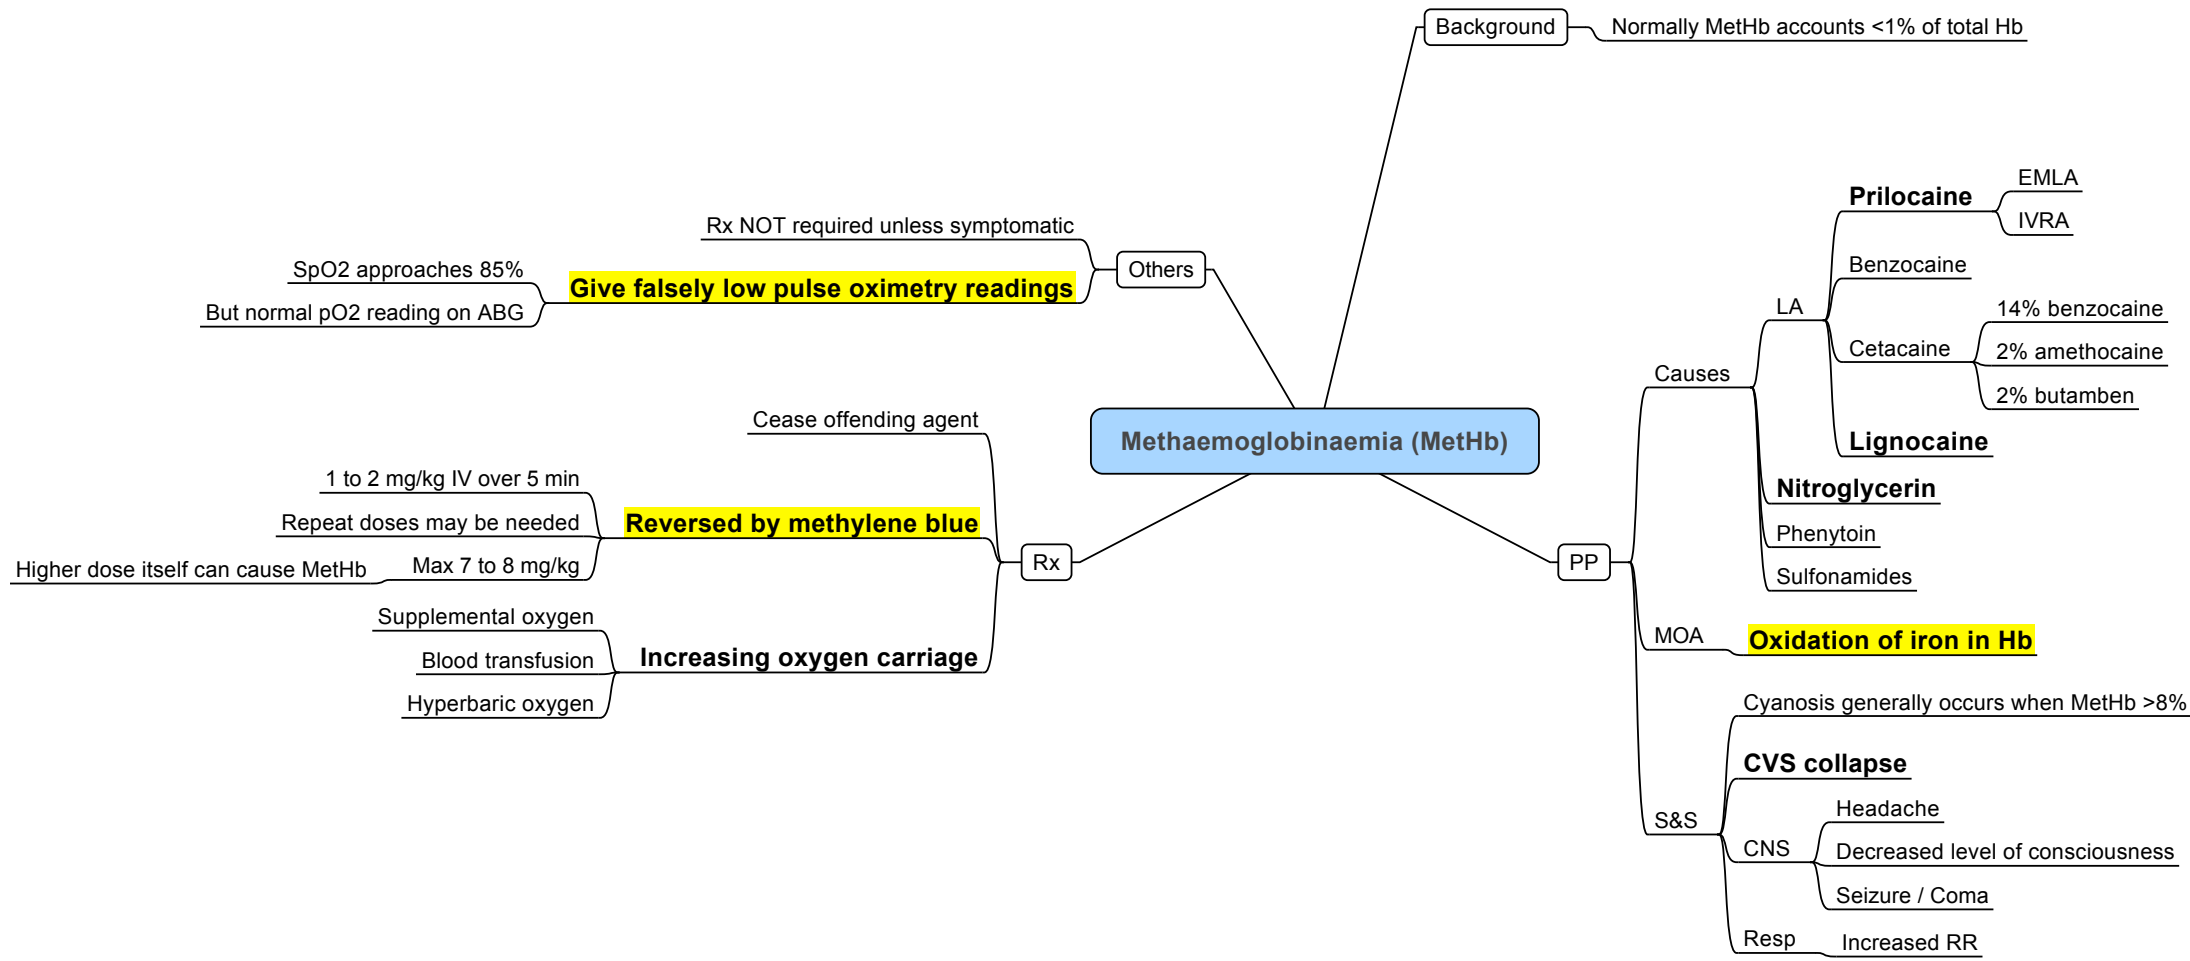 Methaemoglobinaemia (MetHb)
Background
Normally MetHb accounts <1% of total Hb
PP
Causes
LA
Prilocaine
EMLA
IVRA
Benzocaine
Cetacaine
14% benzocaine
2% amethocaine
2% butamben
Lignocaine
Nitroglycerin
Phenytoin
Sulfonamides
MOA
Oxidation of iron in Hb
S&S
Cyanosis generally occurs when MetHb >8%
CVS collapse
CNS
Headache
Decreased level of consciousness
Seizure / Coma
Resp
Increased RR
Rx
Cease offending agent
Reversed by methylene blue
1 to 2 mg/kg IV over 5 min
Repeat doses may be needed
Max 7 to 8 mg/kg
Higher dose itself can cause MetHb
Increasing oxygen carriage
Supplemental oxygen
Blood transfusion
Hyperbaric oxygen
Others
Rx NOT required unless symptomatic
Give falsely low pulse oximetry readings
SpO2 approaches 85%
But normal pO2 reading on ABG